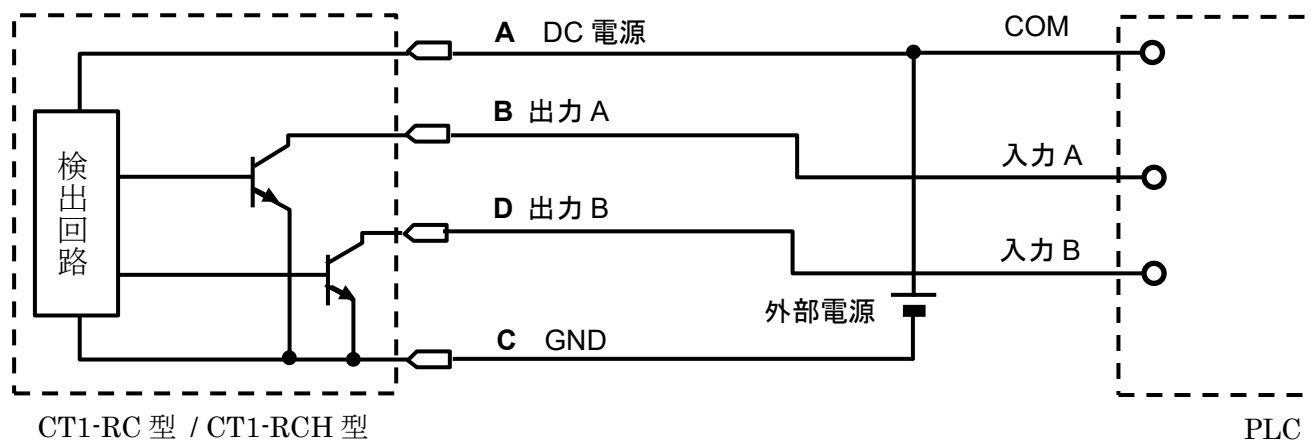 A DC 電源
COM
B 出力 A
検出回路
入力 A
D 出力 B
入力 B
外部電源
C GND
CT1-RC 型 / CT1-RCH 型
PLC